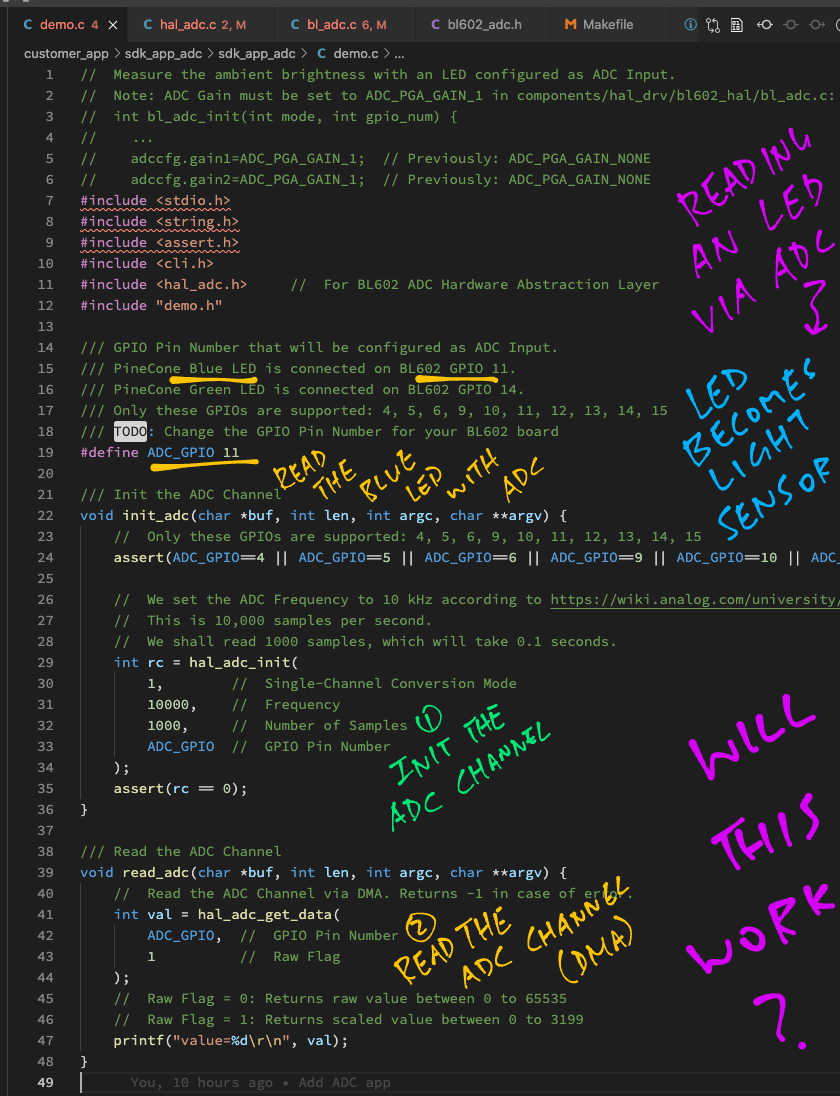 demo.c 4
hal_adc.c 2, M
bl_adc.c 6, M
bl602_adc.h
Makefile
customer_app > sdk_app_adc > sdk_app_adc > demo.c > ...
1 // Measure the ambient brightness with an LED configured as ADC Input.
2 // Note: ADC Gain must be set to ADC_PGA_GAIN_1 in components/hal_drv/bl602_hal/bl_adc.c:
3 // int bl_adc_init(int mode, int gpio_num) {
4 // ...
5 // adccfg.gain1=ADC_PGA_GAIN_1; // Previously: ADC_PGA_GAIN_NONE
6 // adccfg.gain2=ADC_PGA_GAIN_1; // Previously: ADC_PGA_GAIN_NONE
7 #include <stdio.h>
8 #include <string.h>
9 #include <assert.h>
10 #include <cli.h>
11 #include <hal_adc.h> // For BL602 ADC Hardware Abstraction Layer
12 #include "demo.h"
13
14 /// GPIO Pin Number that will be configured as ADC Input.
15 /// PineCone Blue LED is connected on BL602 GPIO 11.
16 /// PineCone Green LED is connected on BL602 GPIO 14.
17 /// Only these GPIOs are supported: 4, 5, 6, 9, 10, 11, 12, 13, 14, 15
18 /// TODO: Change the GPIO Pin Number for your BL602 board
19 #define ADC_GPIO 11
20
21 /// Init the ADC Channel
22 void init_adc(char *buf, int len, int argc, char **argv) {
23 // Only these GPIOs are supported: 4, 5, 6, 9, 10, 11, 12, 13, 14, 15
24 assert(ADC_GPIO==4 || ADC_GPIO==5 || ADC_GPIO==6 || ADC_GPIO==9 || ADC_GPIO==10 || ADC_
25
26 // We set the ADC Frequency to 10 kHz according to https://wiki.analog.com/university/
27 // This is 10,000 samples per second.
28 // We shall read 1000 samples, which will take 0.1 seconds.
29 int rc = hal_adc_init(
30 1, // Single-Channel Conversion Mode
31 10000, // Frequency
32 1000, // Number of Samples
33 ADC_GPIO // GPIO Pin Number
34 );
35 assert(rc == 0);
36 }
37
38 /// Read the ADC Channel
39 void read_adc(char *buf, int len, int argc, char **argv) {
40 // Read the ADC Channel via DMA. Returns -1 in case of error.
41 int val = hal_adc_get_data(
42 ADC_GPIO, // GPIO Pin Number
43 1 // Raw Flag
44 );
45 // Raw Flag = 0: Returns raw value between 0 to 65535
46 // Raw Flag = 1: Returns scaled value between 0 to 3199
47 printf("value=%d\r\n", val);
48 }
49 You, 10 hours ago • Add ADC app
READING
AN LED
VIA ADC
LED
BECOMES
LIGHT
SENSOR
READ THE BLUE LED WITH ADC
① INIT THE
ADC CHANNEL
② READ THE
ADC CHANNEL
(DMA)
WILL
THIS
WORK
?